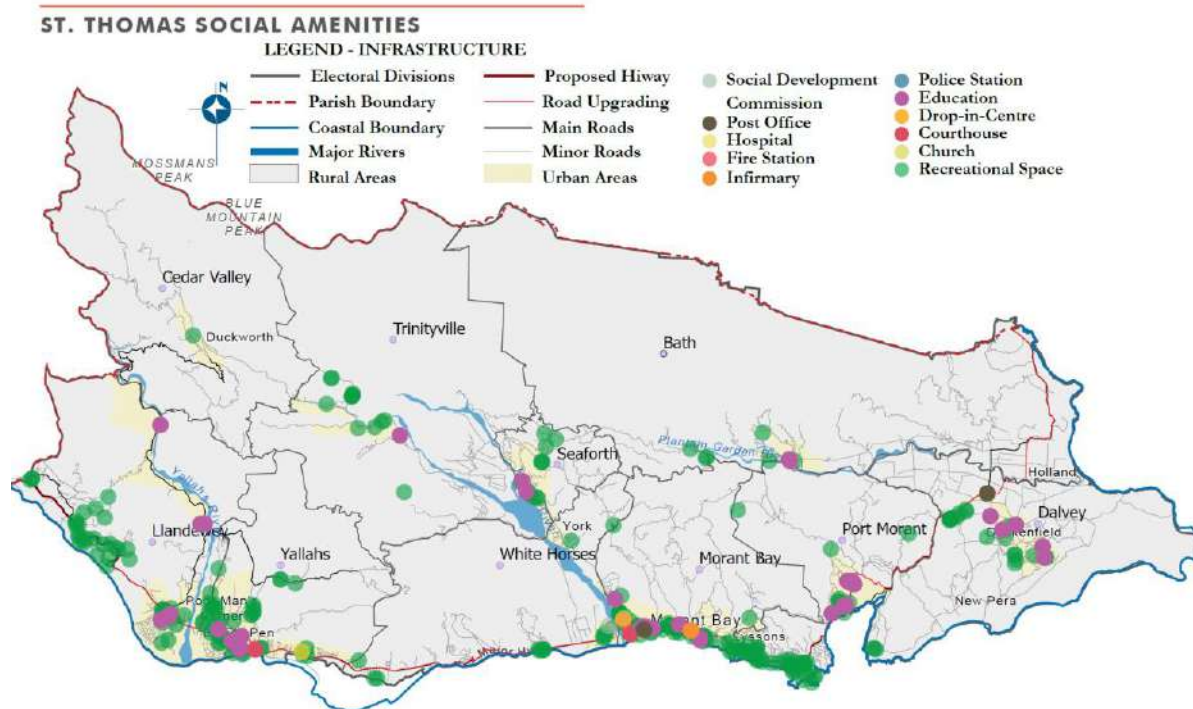 ST. THOMAS SOCIAL AMENITIES
LEGEND - INFRASTRUCTURE
Electoral Divisions
Parish Boundary
Coastal Boundary
Major Rivers
Rural Areas
Proposed Hiway
Road Upgrading
Main Roads
Minor Roads
Urban Areas
Social Development
Commission
Post Office
Hospital
Fire Station
Infirmary
Police Station
Education
Drop-in-Centre
Courthouse
Church
Recreational Space
N
MOSSMANS
PEAK
BLUE
MOUNTAIN
PEAK
Cedar Valley
Duckworth
Trinityville
Bath
Plantain Garden
Seaforth
Holland
Yallahs
Llandewey
Yallahs
York
White Horses
Morant Bay
Port Morant
Dalvey
New Pera
Pen
Bay